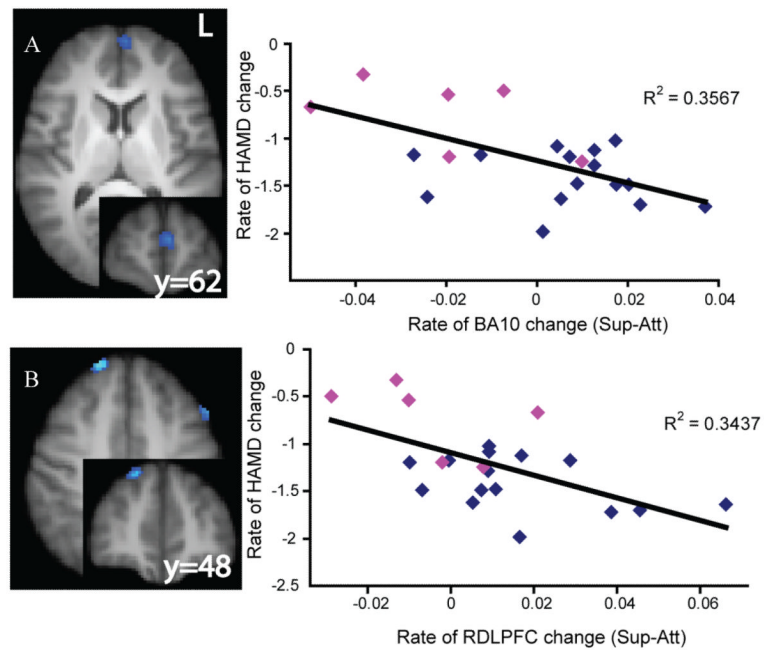 A
L
Rate of HAMD change
0
-0.5
-1
-1.5
-2
R² = 0.3567
y=62
-0.04
-0.02
0
0.02
0.04
Rate of BA10 change (Sup-Att)
B
Rate of HAMD change
0
-0.5
-1
-1.5
-2
-2.5
R² = 0.3437
y=48
-0.02
0
0.02
0.04
0.06
Rate of RDLPFC change (Sup-Att)